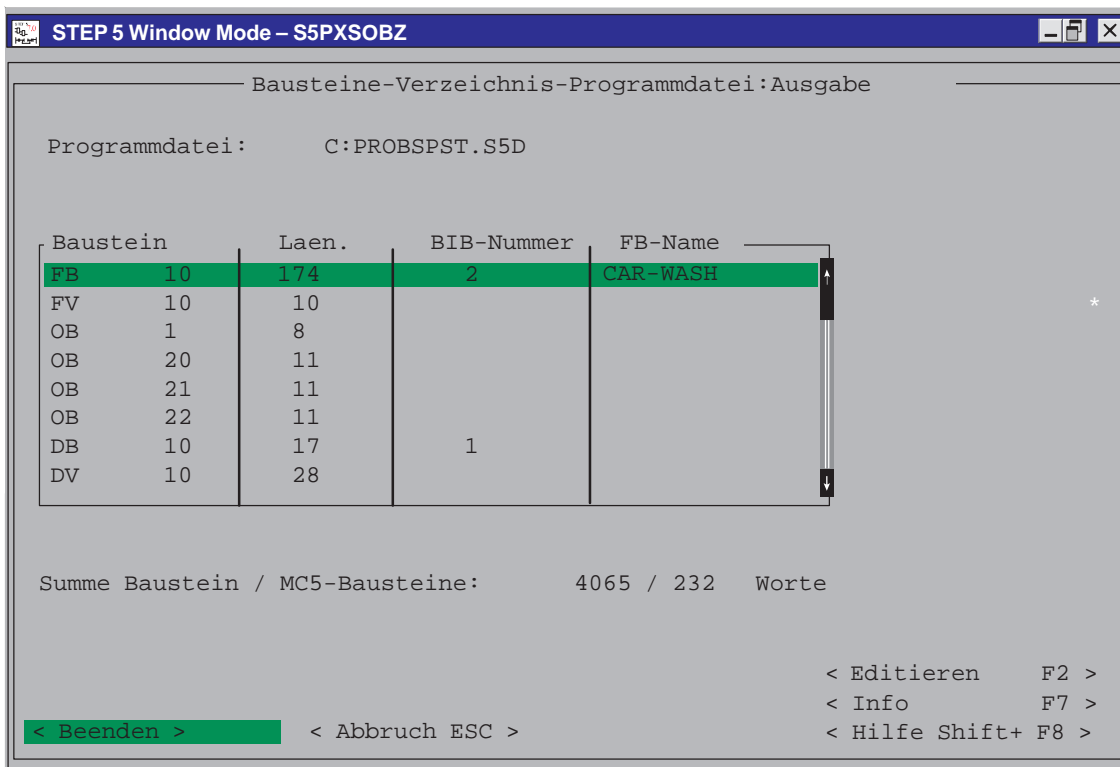 STEP 5 Window Mode – S5PXSOBZ
Bausteine-Verzeichnis-Programmdatei:Ausgabe
Programmdatei: C:PROBSPST.S5D
Baustein Laen. BIB-Nummer FB-Name
FB 10 174 2 CAR-WASH
FV 10 10
*
OB 1 8
OB 20 11
OB 21 11
OB 22 11
DB 10 17 1
DV 10 28
Summe Baustein / MC5-Bausteine: 4065 / 232 Worte
< Editieren F2 >
< Info F7 >
< Beenden > < Abbruch ESC > < Hilfe Shift+ F8 >